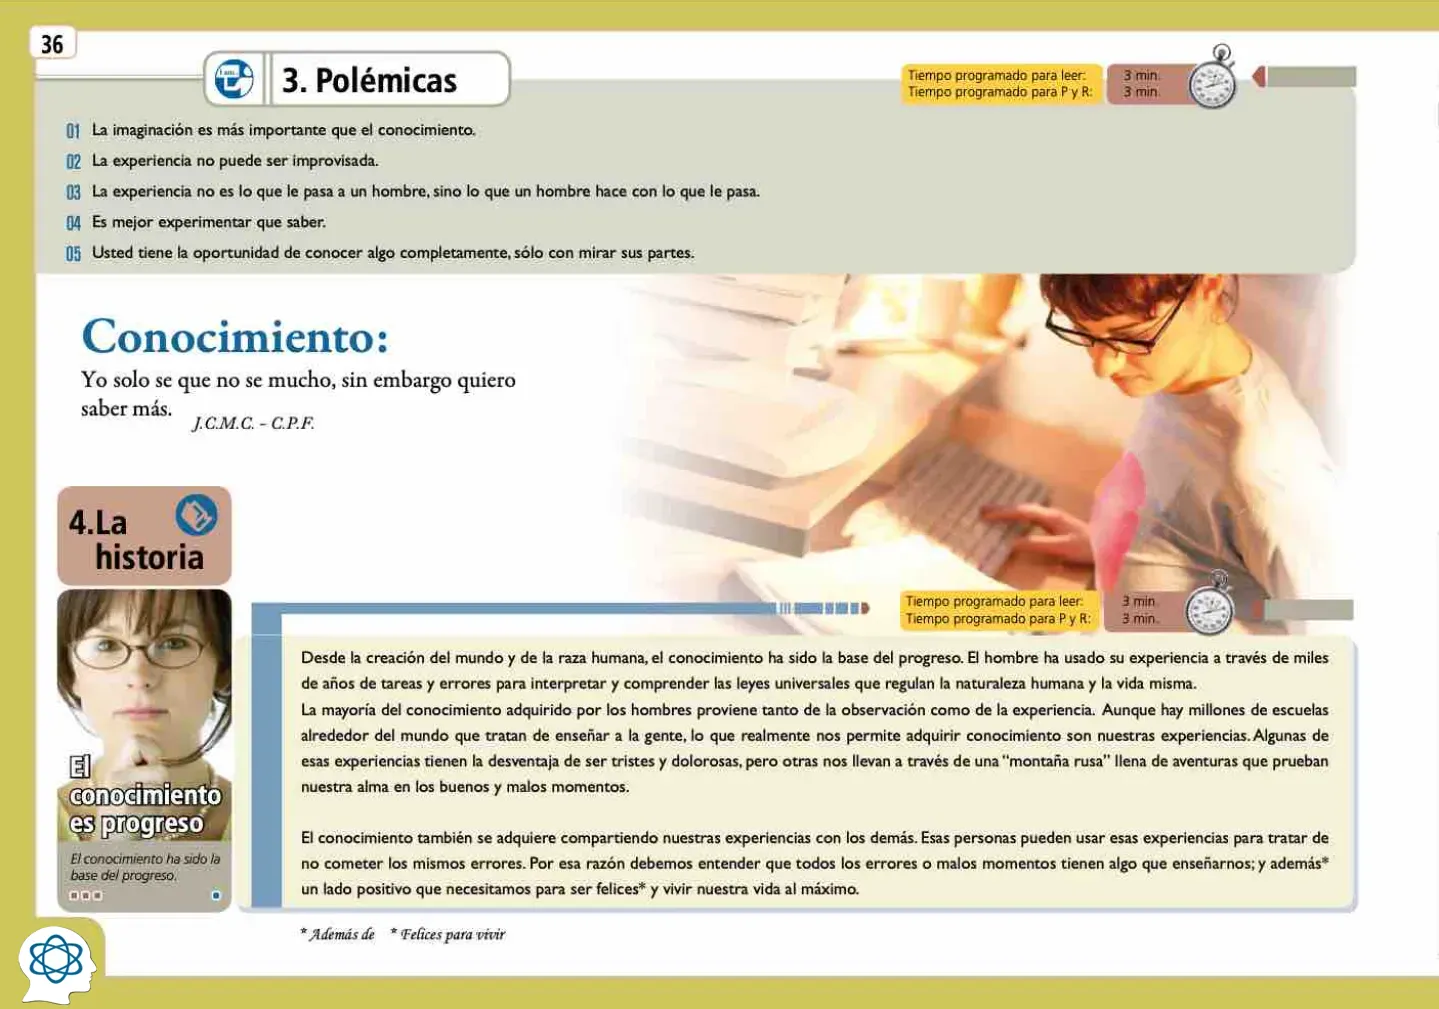 36
3. Polémicas
Tiempo programado para leer: 3 min.
Tiempo programado para P y R: 3 min.
01 La imaginación es más importante que el conocimiento.
02 La experiencia no puede ser improvisada.
03 La experiencia no es lo que le pasa a un hombre, sino lo que un hombre hace con lo que le pasa.
04 Es mejor experimentar que saber.
05 Usted tiene la oportunidad de conocer algo completamente, sólo con mirar sus partes.
Conocimiento:
Yo solo se que no se mucho, sin embargo quiero
saber más.
J.C.M.C. - C.P.F.
4.La
historia
Tiempo programado para leer: 3 min.
Tiempo programado para P y R: 3 min.
Desde la creación del mundo y de la raza humana, el conocimiento ha sido la base del progreso. El hombre ha usado su experiencia a través de miles
de años de tareas y errores para interpretar y comprender las leyes universales que regulan la naturaleza humana y la vida misma.
La mayoría del conocimiento adquirido por los hombres proviene tanto de la observación como de la experiencia. Aunque hay millones de escuelas
alrededor del mundo que tratan de enseñar a la gente, lo que realmente nos permite adquirir conocimiento son nuestras experiencias. Algunas de
esas experiencias tienen la desventaja de ser tristes y dolorosas, pero otras nos llevan a través de una "montaña rusa" llena de aventuras que prueban
nuestra alma en los buenos y malos momentos.
El conocimiento también se adquiere compartiendo nuestras experiencias con los demás. Esas personas pueden usar esas experiencias para tratar de
no cometer los mismos errores. Por esa razón debemos entender que todos los errores o malos momentos tienen algo que enseñarnos; y además*
un lado positivo que necesitamos para ser felices* y vivir nuestra vida al máximo.
El
conocimiento
es progreso
El conocimiento ha sido la
base del progreso.
* Además de * Felices para vivir